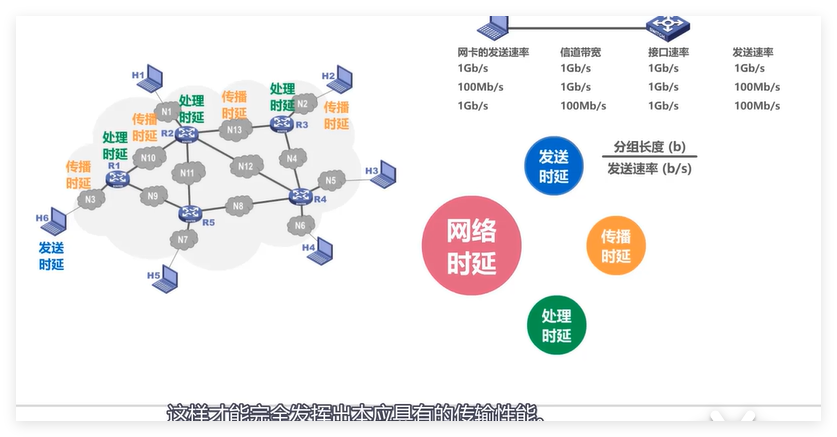 网卡的发送速率 信道带宽 接口速率 发送速率
1Gb/s 1Gb/s 1Gb/s 1Gb/s
100Mb/s 1Gb/s 1Gb/s 100Mb/s
1Gb/s 100Mb/s 1Gb/s 100Mb/s
H1
H2
N1
处理
时延
传播
时延
处理
时延
N2
传播
时延
传播
时延
R2
N13
R3
处理
时延
N10
N11
N12
N4
传播
时延
R1
N3
N9
N8
N5
H3
R4
H6
R5
N7
N6
H4
H5
发送
时延
发送
时延
分组长度 (b)
发送速率 (b/s)
网络
时延
传播
时延
处理
时延
这样才能完全发挥出本应具有的传输性能。